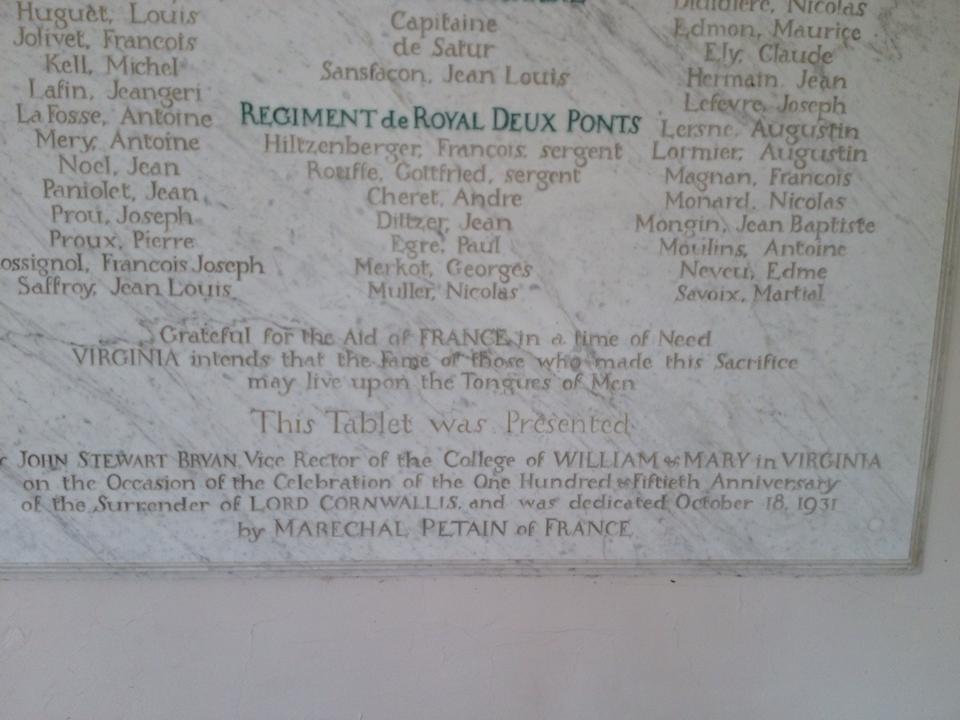 Huguet, Louis
Jolivet, Francois
Kell, Michel
Lafin, Jeangeri
La Fosse, Antoine
Mery, Antoine
Noel, Jean
Paniolet, Jean
Prou, Joseph
Proux, Pierre
ossignol, Francois Joseph
Saffroy, Jean Louis
Capitaine
de Satur
Sansfacon, Jean Louis
REGIMENT de ROYAL DEUX PONTS
Hiltzenberger, Francois, sergent
Rouffe, Gottfried, sergent
Cheret, Andre
Diltzer, Jean
Egre, Paul
Merkot, Georges
Muller, Nicolas
Nicolas
Edmon, Maurice
Ely, Claude
Hermain, Jean
Lefevre, Joseph
Lersne, Augustin
Lormier, Augustin
Magnan, Francois
Monard, Nicolas
Mongin, Jean Baptiste
Moulins, Antoine
Neveu, Edme
Savoix, Martial
Grateful for the Aid of FRANCE in a time of Need
VIRGINIA intends that the Fame of those who made this Sacrifice
may live upon the Tongues of Men
This Tablet was Presented
JOHN STEWART BRYAN Vice Rector of the College of WILLIAM & MARY in VIRGINIA
on the Occasion of the Celebration of the One Hundred & Fiftieth Anniversary
of the Surrender of LORD CORNWALLIS, and was dedicated October 18, 1931
by MARECHAL PETAIN of FRANCE